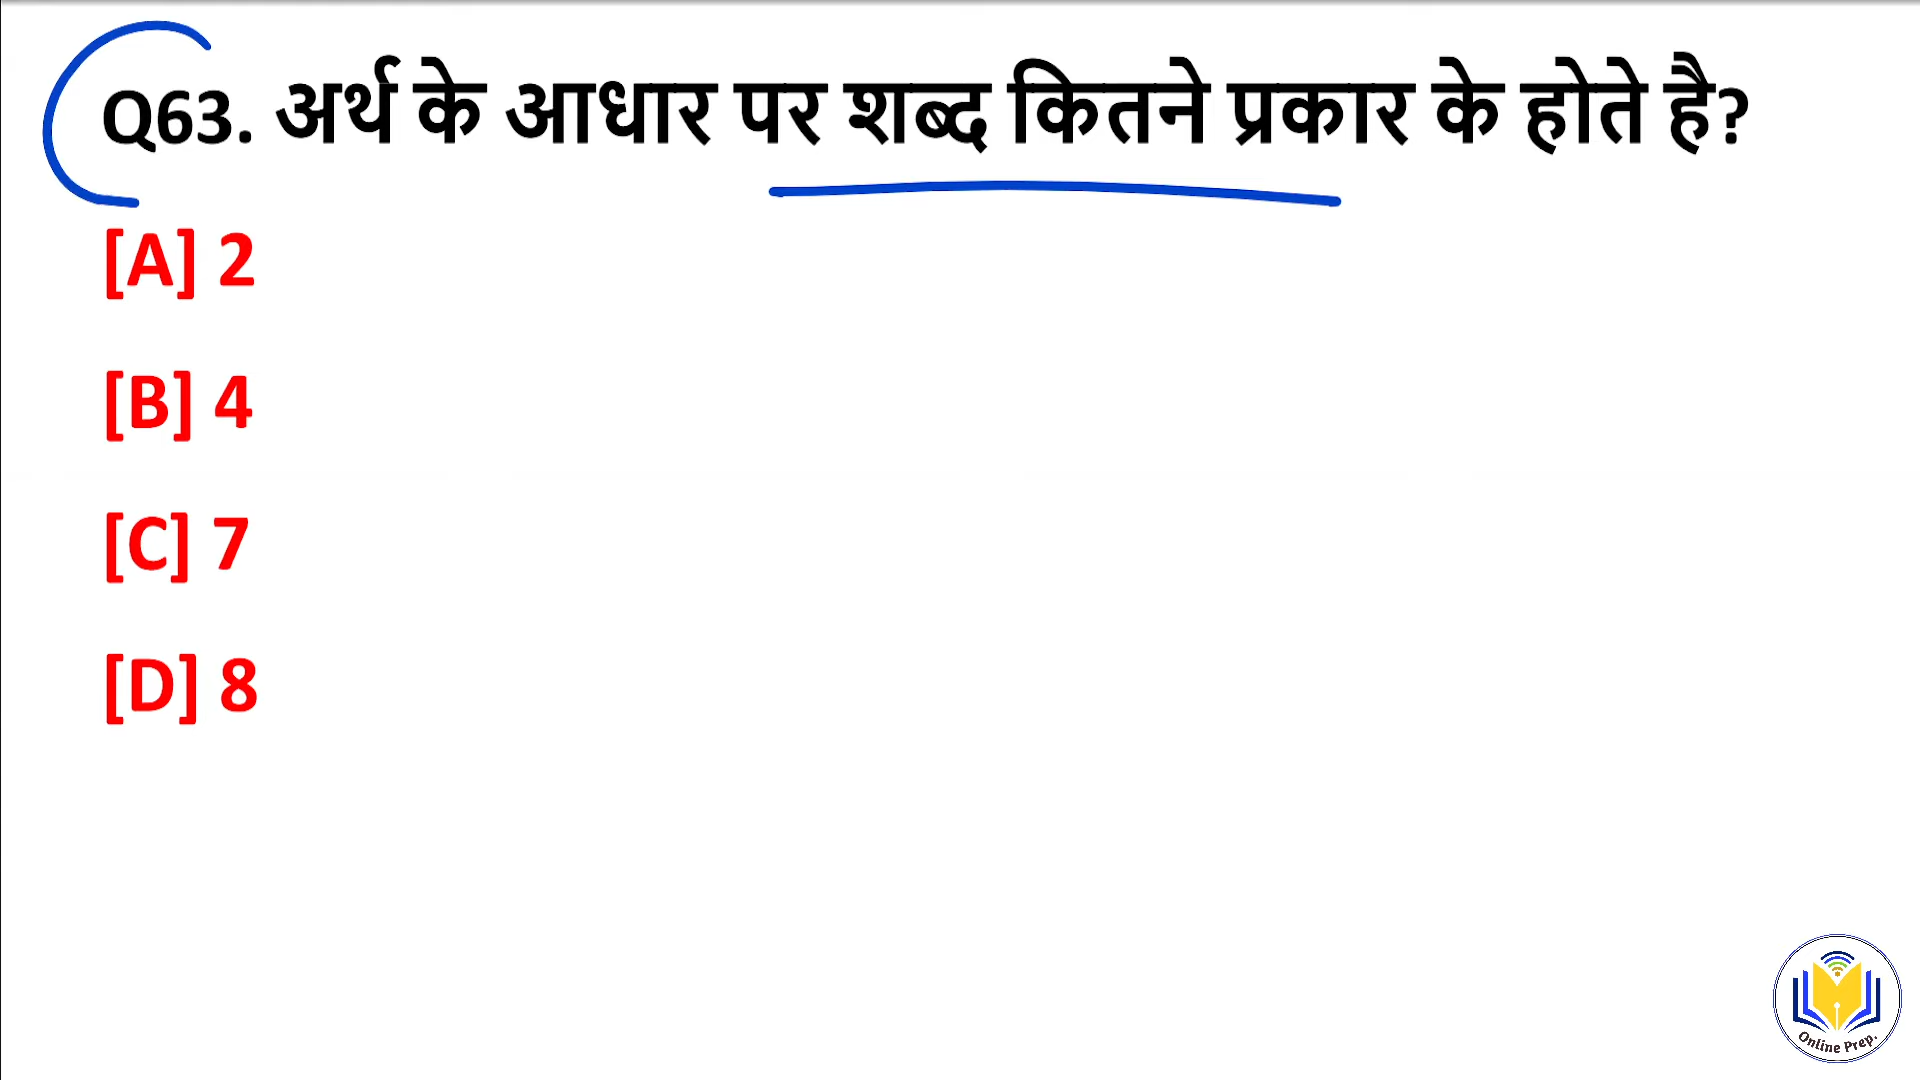 Q63. अर्थ के आधार पर शब्द कितने प्रकार के होते है?
[A] 2
[B] 4
[C] 7
[D] 8
Online Prep.